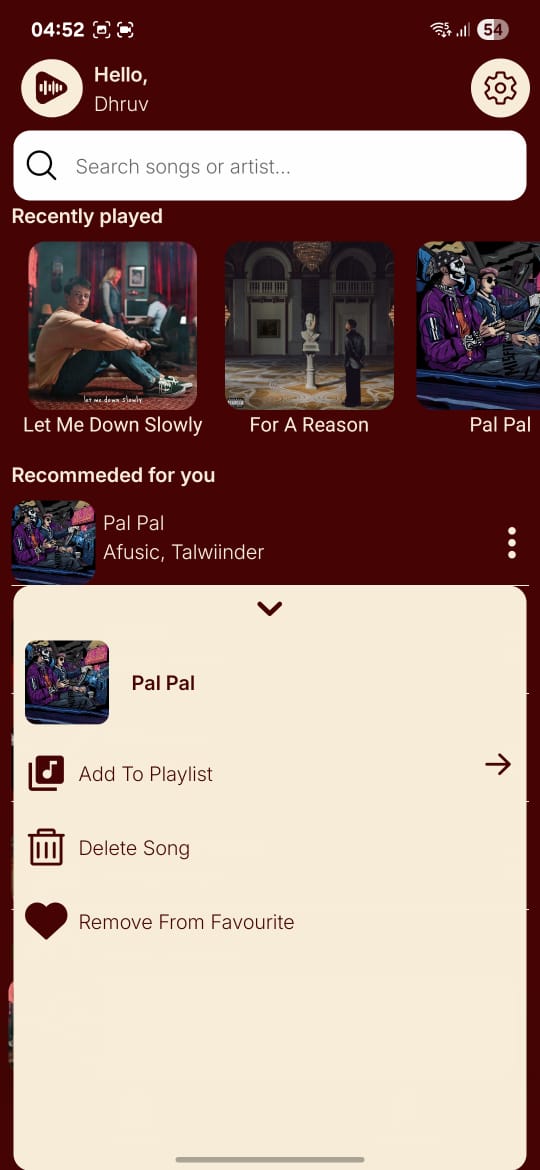 04:52
54
Hello,
Dhruv
Search songs or artist...
Recently played
let me down slowly
Let Me Down Slowly
For A Reason
Pal Pal
Recommeded for you
Pal Pal
Afusic, Talwiinder
Pal Pal
Add To Playlist
Delete Song
Remove From Favourite